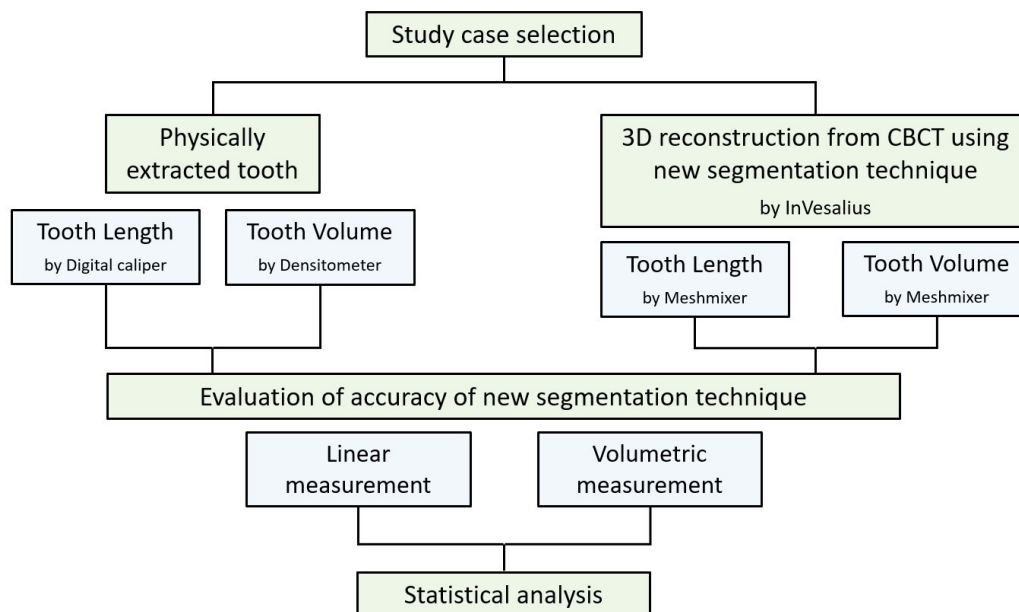 Study case selection
Physically
extracted tooth
3D reconstruction from CBCT using
new segmentation technique
by InVesalius
Tooth Length
by Digital caliper
Tooth Volume
by Densitometer
Tooth Length
by Meshmixer
Tooth Volume
by Meshmixer
Evaluation of accuracy of new segmentation technique
Linear
measurement
Volumetric
measurement
Statistical analysis